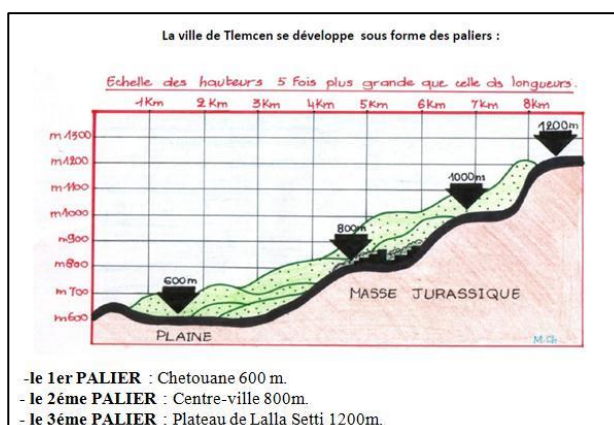 La ville de Tlemcen se développe sous forme des paliers :
Echelle des hauteurs 5 Fois plus grande que celle ds longueurs.
1Km 2Km 3Km 4Km 5Km 6Km 7Km 8Km
1200m
m1300
m1200
1000m
m1100
m1000
800m
m900
m800
600m
m700
MASSE JURASSIQUE
m600
PLAINE
M.Ch
-le 1er PALIER : Chetouane 600 m.
- le 2éme PALIER : Centre-ville 800m.
- le 3éme PALIER : Plateau de Lalla Setti 1200m.